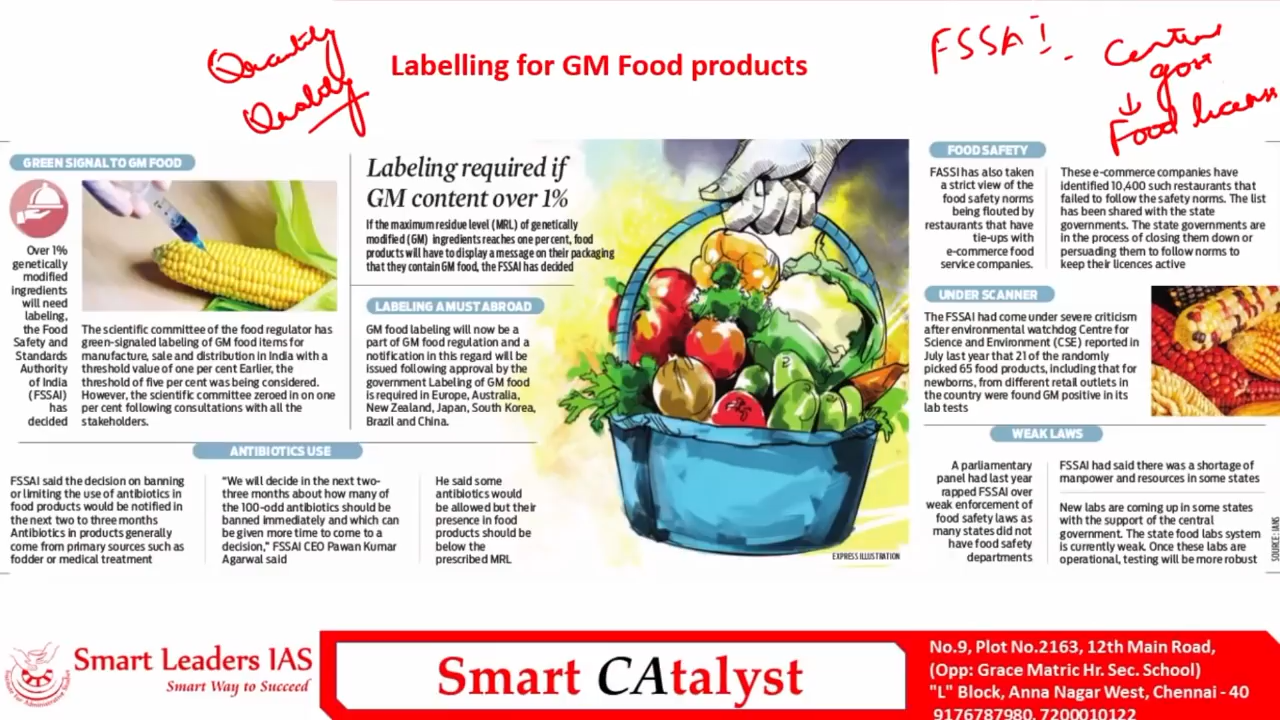 Quantity
Quality
Labelling for GM Food products
FSSAI
Central
govt
Food license
GREEN SIGNAL TO GM FOOD
Over 1%
genetically
modified
ingredients
will need
labeling,
the Food
Safety and
Standards
Authority
of India
(FSSAI)
has
decided
The scientific committee of the food regulator has
green-signaled labeling of GM food items for
manufacture, sale and distribution in India with a
threshold value of one per cent Earlier, the
threshold of five per cent was being considered.
However, the scientific committee zeroed in on one
per cent following consultations with all the
stakeholders.
Labeling required if
GM content over 1%
If the maximum residue level (MRL) of genetically
modified (GM) ingredients reaches one percent, food
products will have to display a message on their packaging
that they contain GM food, the FSSAI has decided
LABELING A MUST ABROAD
GM food labeling will now be a
part of GM food regulation and a
notification in this regard will be
issued following approval by the
government Labeling of GM food
is required in Europe, Australia,
New Zealand, Japan, South Korea,
Brazil and China.
ANTIBIOTICS USE
FSSAI said the decision on banning
or limiting the use of antibiotics in
food products would be notified in
the next two to three months
Antibiotics in products generally
come from primary sources such as
fodder or medical treatment
"We will decide in the next two-
three months about how many of
the 100-odd antibiotics should be
banned immediately and which can
be given more time to come to a
decision," FSSAI CEO Pawan Kumar
Agarwal said
He said some
antibiotics would
be allowed but their
presence in food
products should be
below the
prescribed MRL
EXPRESS ILLUSTRATION
FOOD SAFETY
FASSI has also taken
a strict view of the
food safety norms
being flouted by
restaurants that have
tie-ups with
e-commerce food
service companies.
These e-commerce companies have
identified 10,400 such restaurants that
failed to follow the safety norms. The list
has been shared with the state
governments. The state governments are
in the process of closing them down or
persuading them to follow norms to
keep their licences active
UNDER SCANNER
The FSSAI had come under severe criticism
after environmental watchdog Centre for
Science and Environment (CSE) reported in
July last year that 21 of the randomly
picked 65 food products, including that for
newborns, from different retail outlets in
the country were found GM positive in its
lab tests
WEAK LAWS
A parliamentary
panel had last year
rapped FSSAI over
weak enforcement of
food safety laws as
many states did not
have food safety
departments
FSSAI had said there was a shortage of
manpower and resources in some states
New labs are coming up in some states
with the support of the central
government. The state food labs system
is currently weak. Once these labs are
operational, testing will be more robust
SOURCE: IANS
Smart Leaders IAS
Smart Way to Succeed
Smart CAtalyst
No.9, Plot No.2163, 12th Main Road,
(Opp: Grace Matric Hr. Sec. School)
"L" Block, Anna Nagar West, Chennai - 40
9176787980, 7200010122